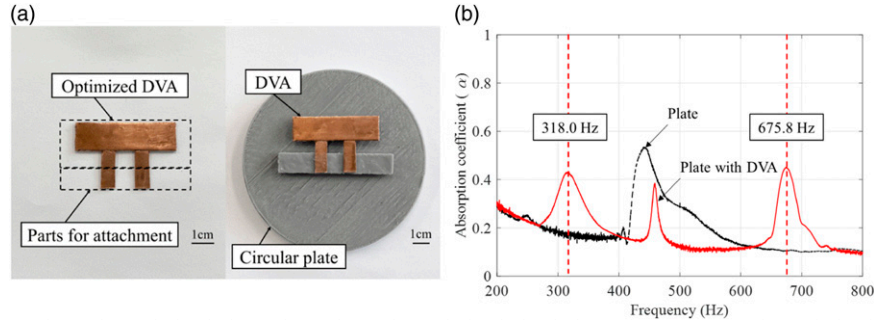 (a)
Optimized DVA
Parts for attachment
1cm
DVA
Circular plate
1cm
(b)
Absorption coefficient ( α )
1
0.8
0.6
0.4
0.2
0
318.0 Hz
Plate
Plate with DVA
675.8 Hz
200
300
400
500
600
700
800
Frequency (Hz)